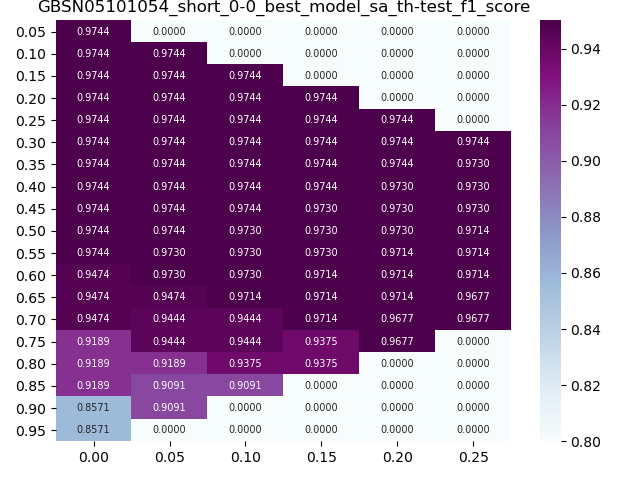 GBSN05101054_short_0-0_best_model_sa_th-test_f1_score
0.05 0.9744 0.0000 0.0000 0.0000 0.0000 0.0000
0.10 0.9744 0.9744 0.0000 0.0000 0.0000 0.0000
0.15 0.9744 0.9744 0.9744 0.0000 0.0000 0.0000
0.20 0.9744 0.9744 0.9744 0.9744 0.0000 0.0000
0.25 0.9744 0.9744 0.9744 0.9744 0.9744 0.0000
0.30 0.9744 0.9744 0.9744 0.9744 0.9744 0.9744
0.35 0.9744 0.9744 0.9744 0.9744 0.9744 0.9730
0.40 0.9744 0.9744 0.9744 0.9744 0.9730 0.9730
0.45 0.9744 0.9744 0.9744 0.9730 0.9730 0.9730
0.50 0.9744 0.9744 0.9730 0.9730 0.9730 0.9714
0.55 0.9744 0.9730 0.9730 0.9730 0.9714 0.9714
0.60 0.9474 0.9730 0.9730 0.9714 0.9714 0.9714
0.65 0.9474 0.9474 0.9714 0.9714 0.9714 0.9677
0.70 0.9474 0.9444 0.9444 0.9714 0.9677 0.9677
0.75 0.9189 0.9444 0.9444 0.9375 0.9677 0.0000
0.80 0.9189 0.9189 0.9375 0.9375 0.0000 0.0000
0.85 0.9189 0.9091 0.9091 0.0000 0.0000 0.0000
0.90 0.8571 0.9091 0.0000 0.0000 0.0000 0.0000
0.95 0.8571 0.0000 0.0000 0.0000 0.0000 0.0000
0.00 0.05 0.10 0.15 0.20 0.25
0.94
0.92
0.90
0.88
0.86
0.84
0.82
0.80